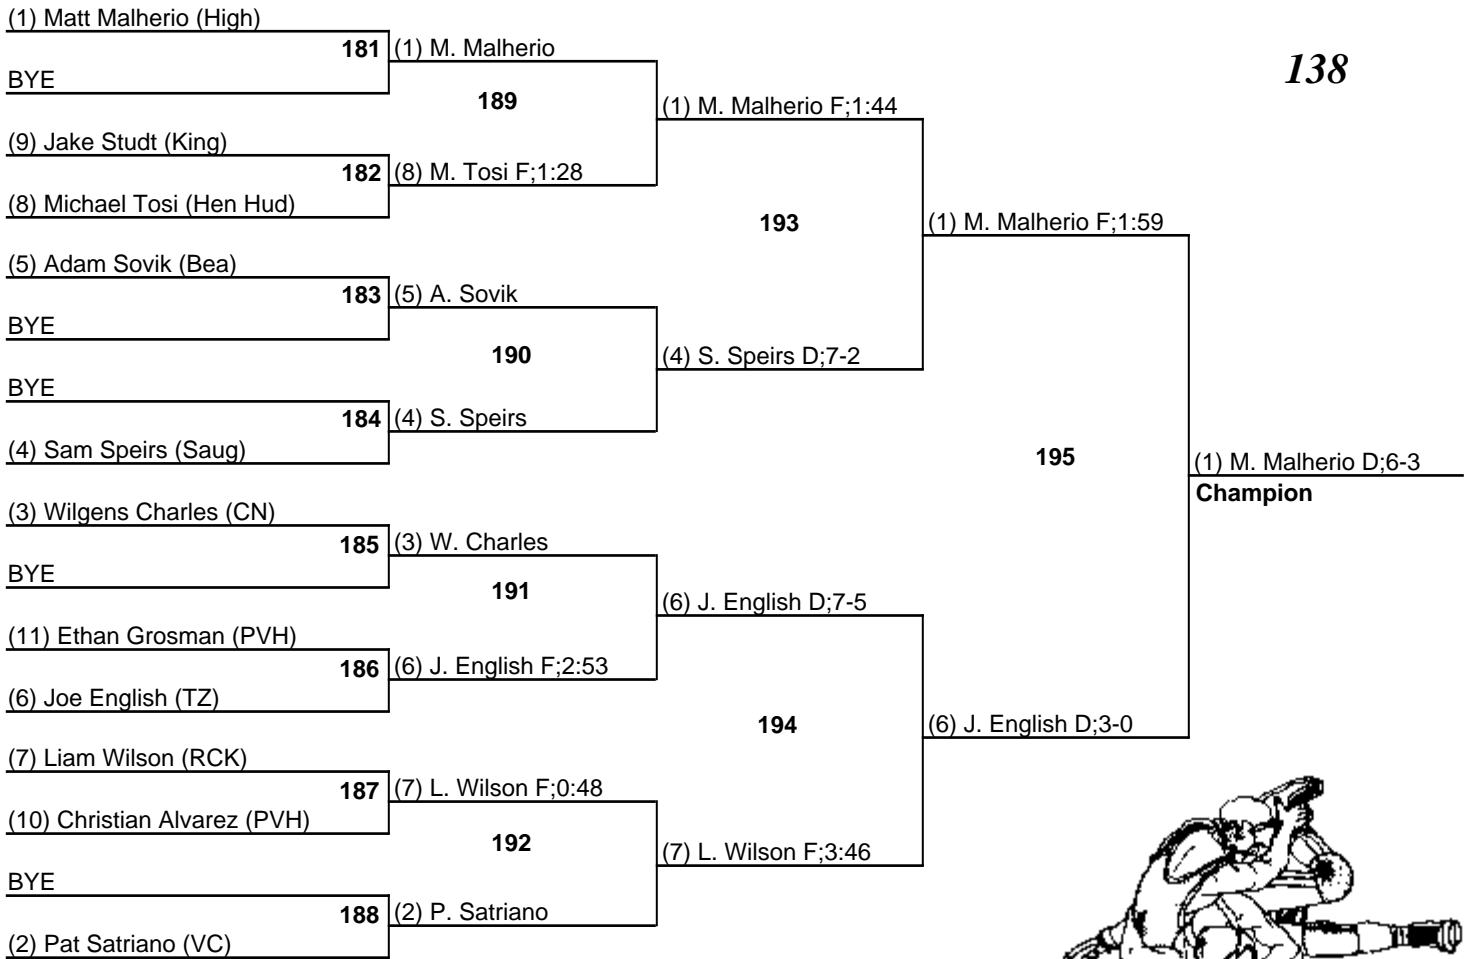 (1) Matt Malherio (High)
181
(1) M. Malherio
138
BYE
189
(1) M. Malherio F;1:44
(9) Jake Studt (King)
182
(8) M. Tosi F;1:28
(8) Michael Tosi (Hen Hud)
193
(1) M. Malherio F;1:59
(5) Adam Sovik (Bea)
183
(5) A. Sovik
BYE
190
(4) S. Speirs D;7-2
BYE
184
(4) S. Speirs
(4) Sam Speirs (Saug)
195
(1) M. Malherio D;6-3
Champion
(3) Wilgens Charles (CN)
185
(3) W. Charles
BYE
191
(6) J. English D;7-5
(11) Ethan Grosman (PVH)
186
(6) J. English F;2:53
(6) Joe English (TZ)
194
(6) J. English D;3-0
(7) Liam Wilson (RCK)
187
(7) L. Wilson F;0:48
(10) Christian Alvarez (PVH)
192
(7) L. Wilson F;3:46
BYE
188
(2) P. Satriano
(2) Pat Satriano (VC)